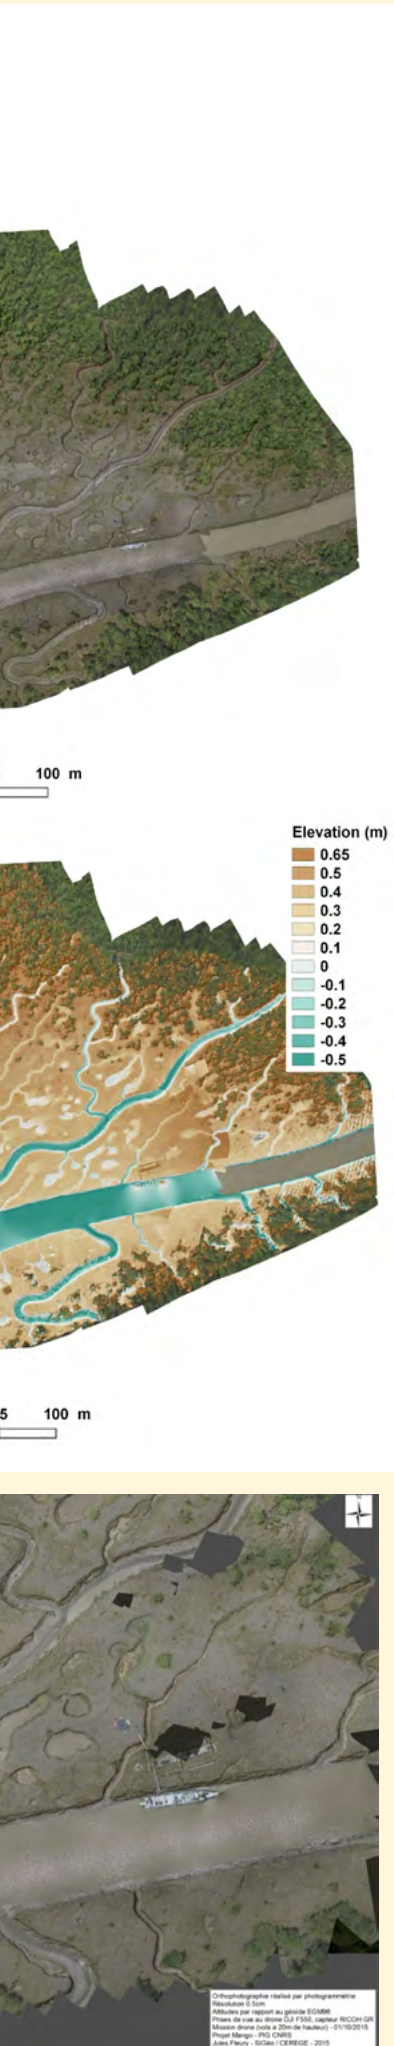 100 m
Elevation (m)
0.65
0.5
0.4
0.3
0.2
0.1
0
-0.1
-0.2
-0.3
-0.4
-0.5
5 100 m
Orthophotographie réalisé par photogrammétrie
Résolution 0.5cm
Altitudes par rapport au géoïde EGM96
Prises de vue au drone DJI F550, capteur RICOH GR
Mission drone (vols à 20m de hauteur) - 01/10/2015
Projet Mango - PIG CNRS
Jules Fleury - SIGéo / CEREGE - 2015